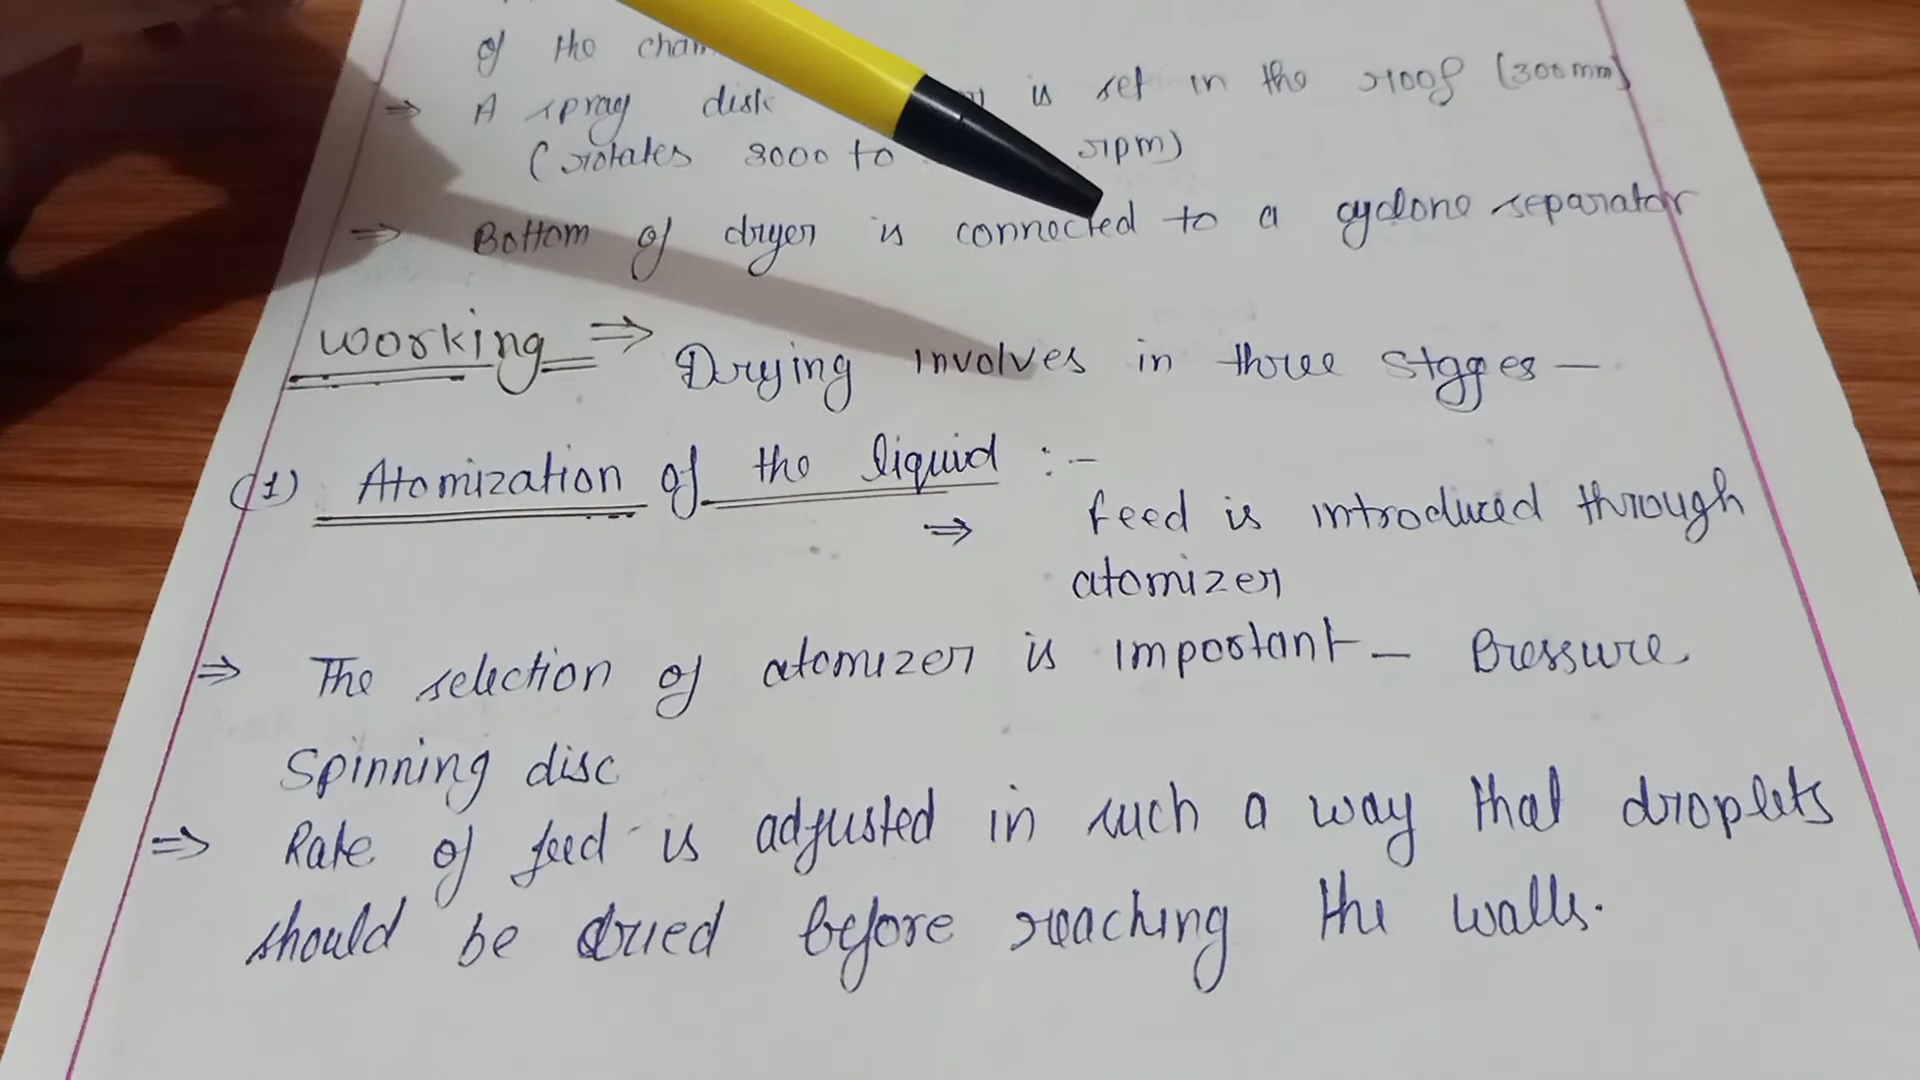 of the
⇒ A spray disk is set in the roof (300mm)
(rotates 3000 to rpm)
⇒ Bottom of dryer is connected to a cyclone separator
Working ⇒ Drying involves in three stages —
(1) Atomization of the liquid :-
⇒ feed is introduced through
atomizer
⇒ The selection of atomizer is important — Pressure
Spinning disc
⇒ Rate of feed is adjusted in such a way that droplets
should be dried before reaching the walls.